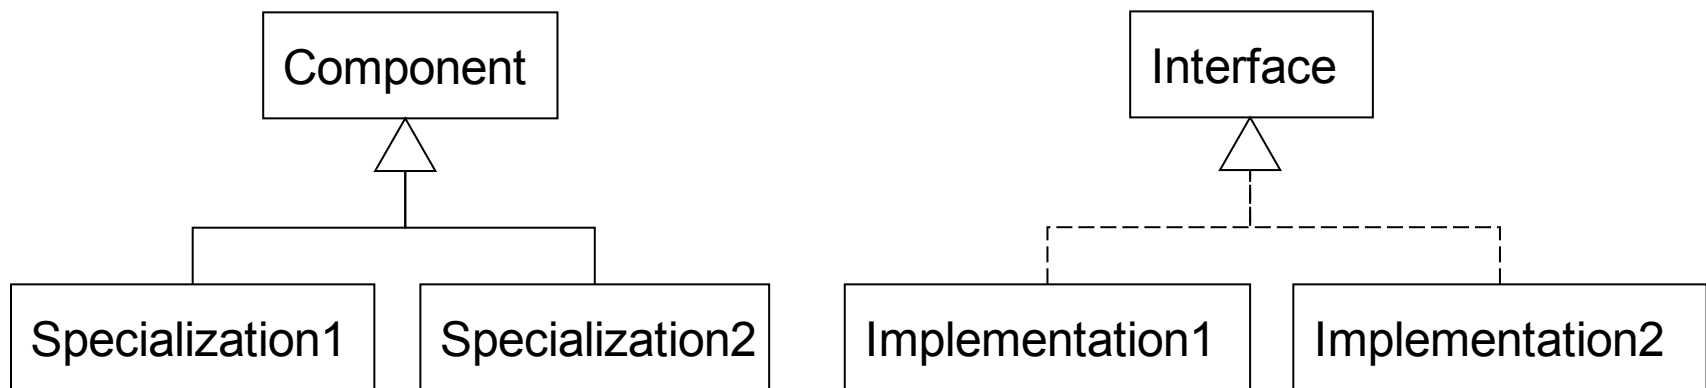 Component
Interface
Specialization1
Specialization2
Implementation1
Implementation2